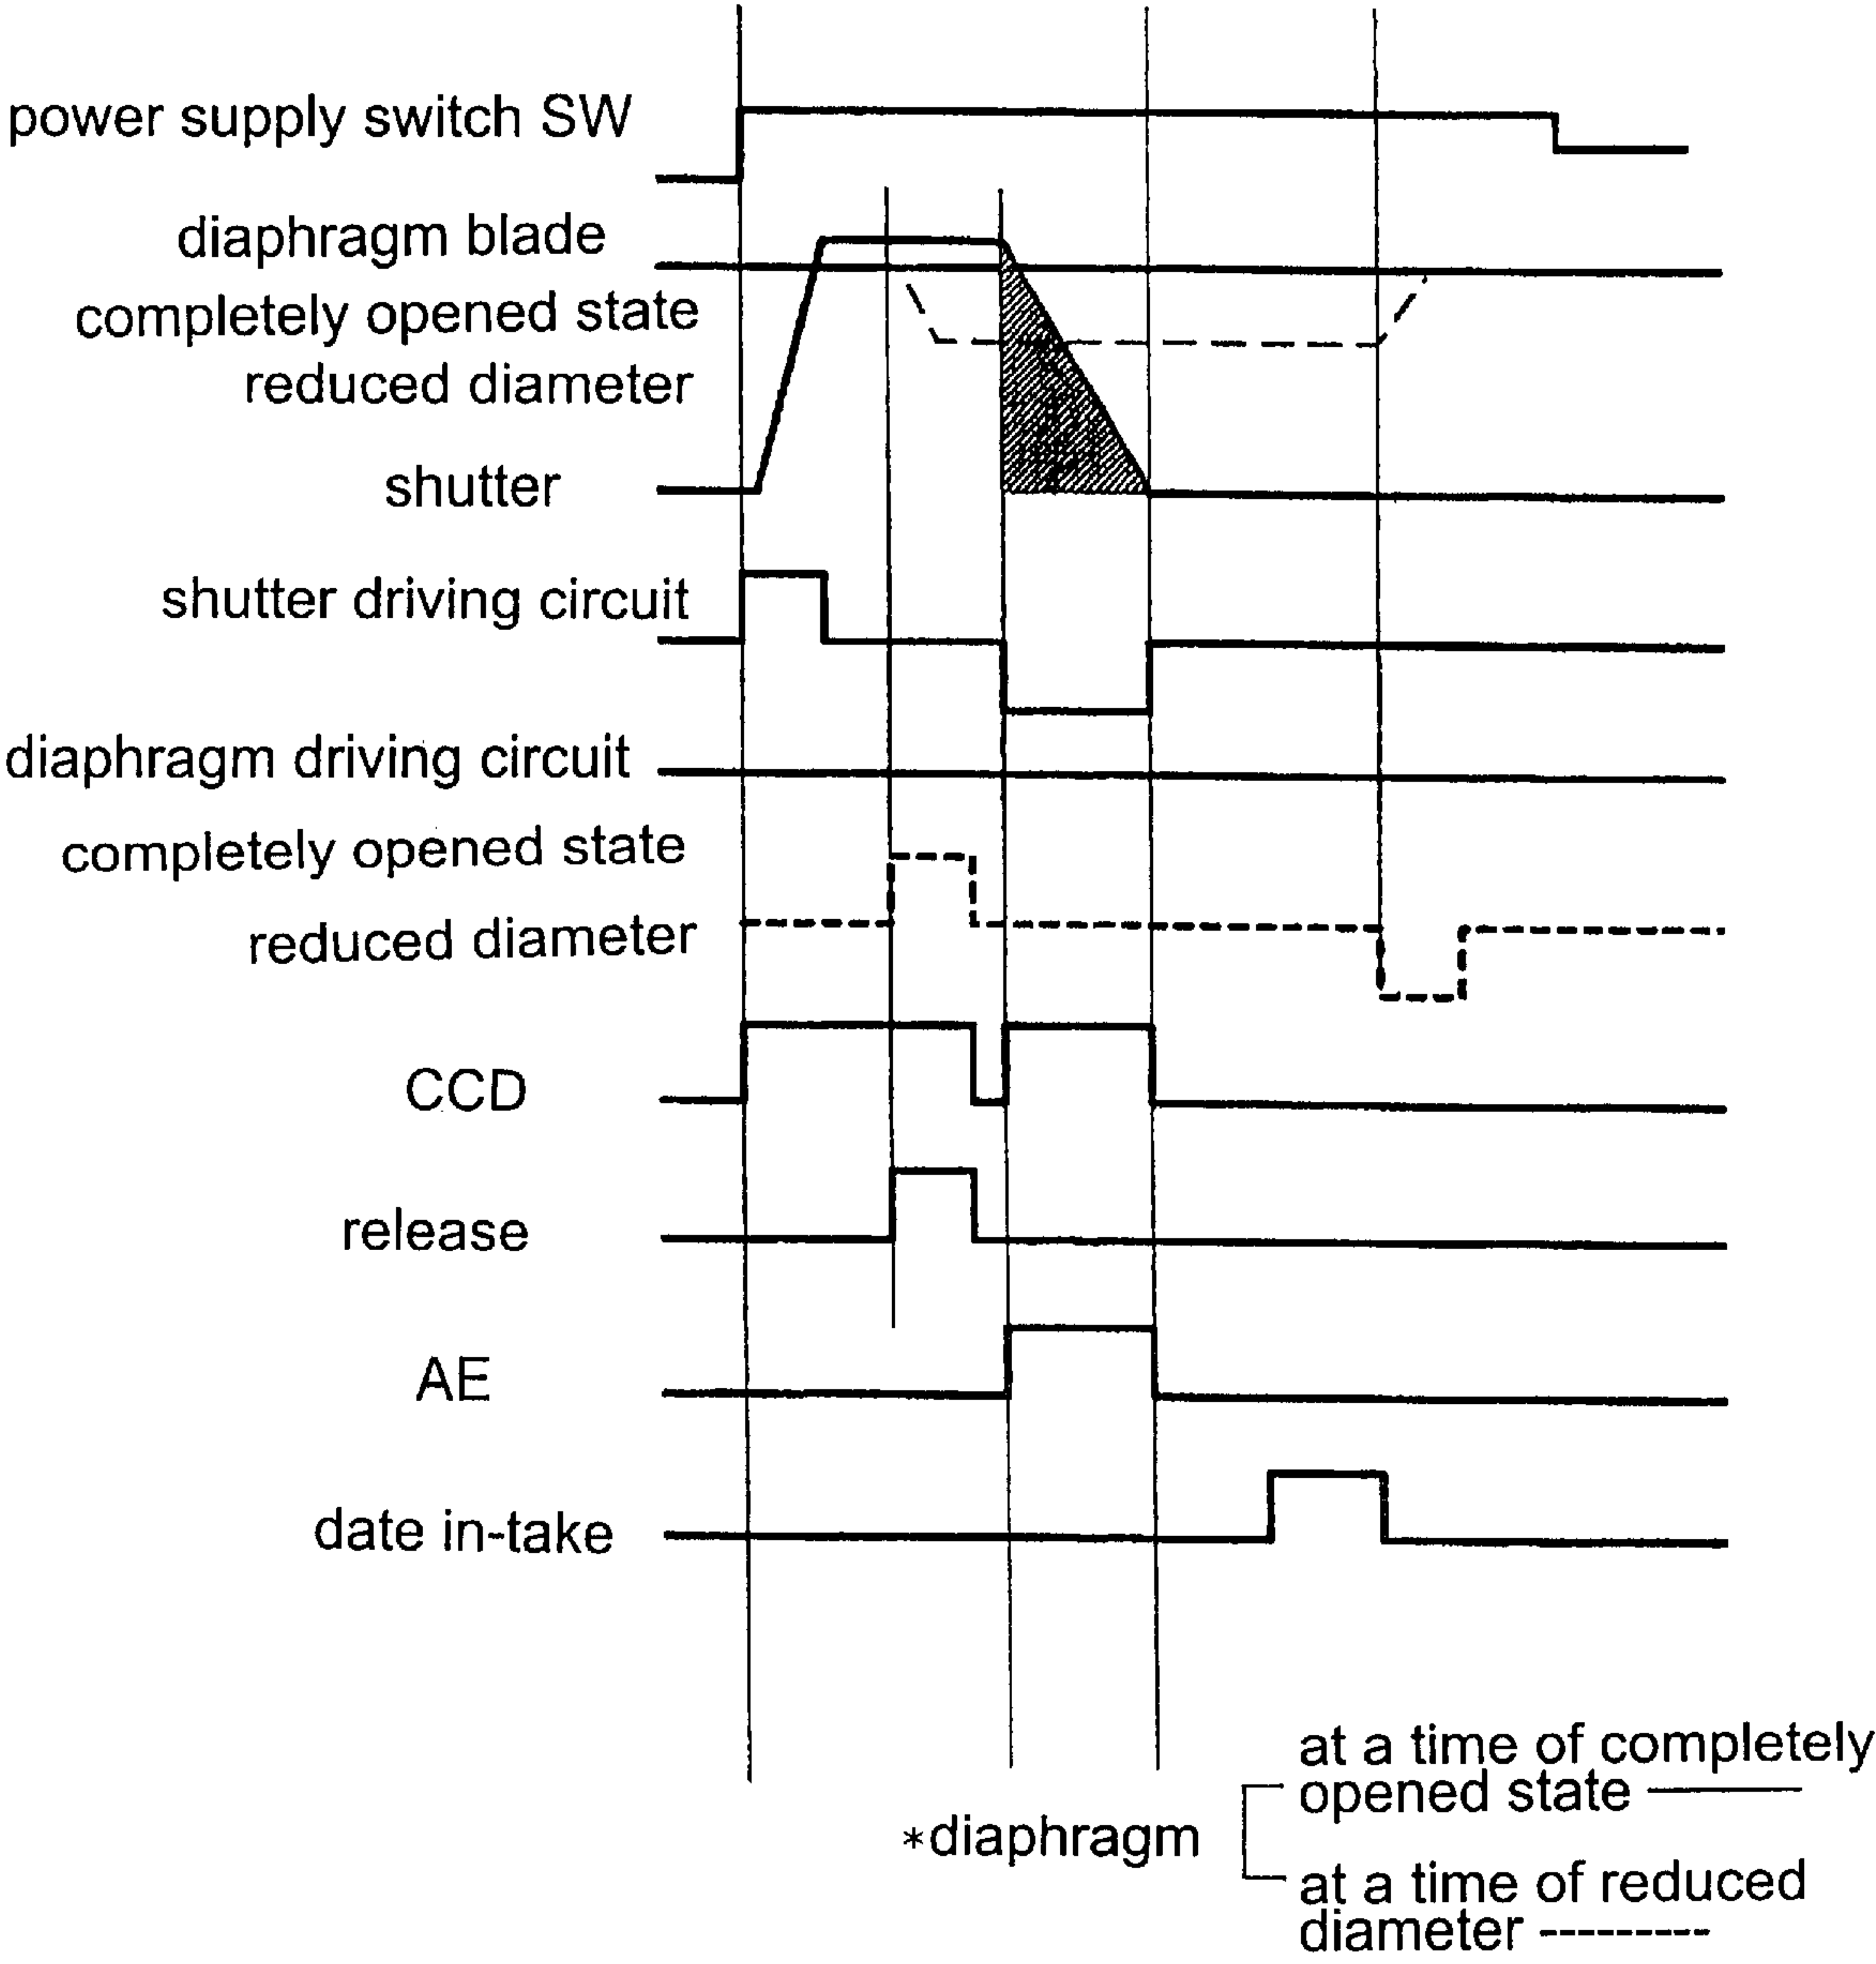 power supply switch SW
diaphragm blade
completely opened state
reduced diameter
shutter
shutter driving circuit
diaphragm driving circuit
completely opened state
reduced diameter
CCD
release
AE
date in-take
at a time of completely
opened state
*diaphragm
at a time of reduced
diameter